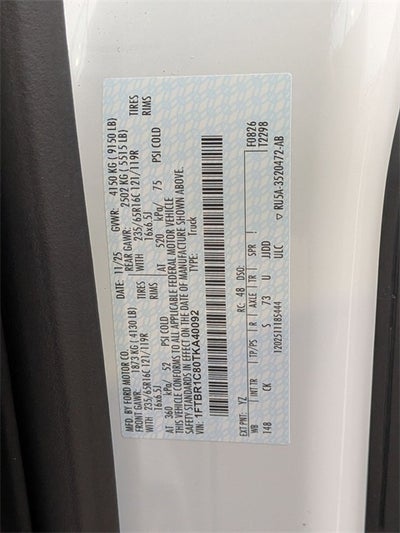 MFD BY FORD MOTOR CO.
DATE: 11/25 GVWR: 4150 KG ( 9150 LB)
FRONT GAWR: 1873 KG ( 4130 LB) REAR GAWR: 2502 KG ( 5515 LB)
235/65R16C 121/119R TIRES WITH 235/65R16C 121/119R TIRES
16x6.5J RIMS WITH 16x6.5J RIMS
AT 360 kPa/ 52 PSI COLD AT 520 kPa/ 75 PSI COLD
THIS VEHICLE CONFORMS TO ALL APPLICABLE FEDERAL MOTOR VEHICLE
SAFETY STANDARDS IN EFFECT ON THE DATE OF MANUFACTURE SHOWN ABOVE.
VIN: 1FTBR1C80TKA40092 TYPE: Truck
F0826
T2298
EXT PNT: YZ RC: 48 DSO:
WB INT TR TP/PS R AXLE TR SPR
148 CK S 73 U JJDD
1202511185444 ULC
▽ RU5A-3520472-AB